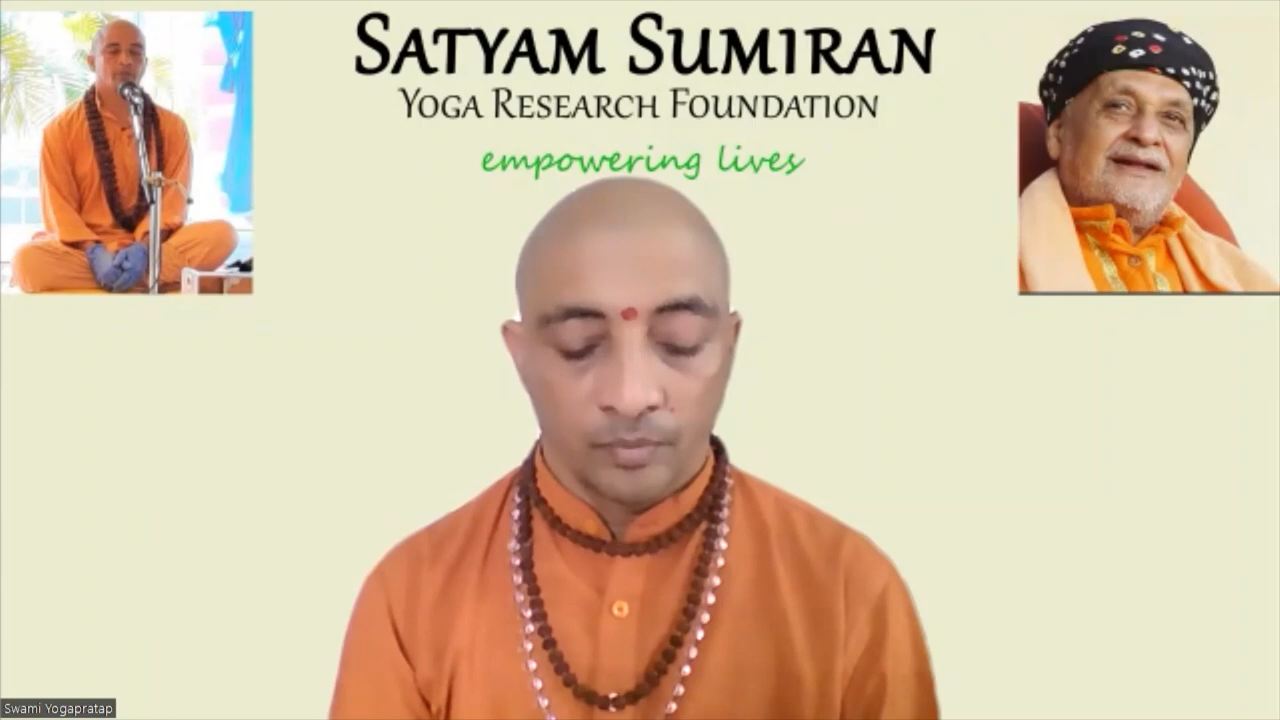 SATYAM SUMIRAN
YOGA RESEARCH FOUNDATION
empowering lives
Swami Yogapratap